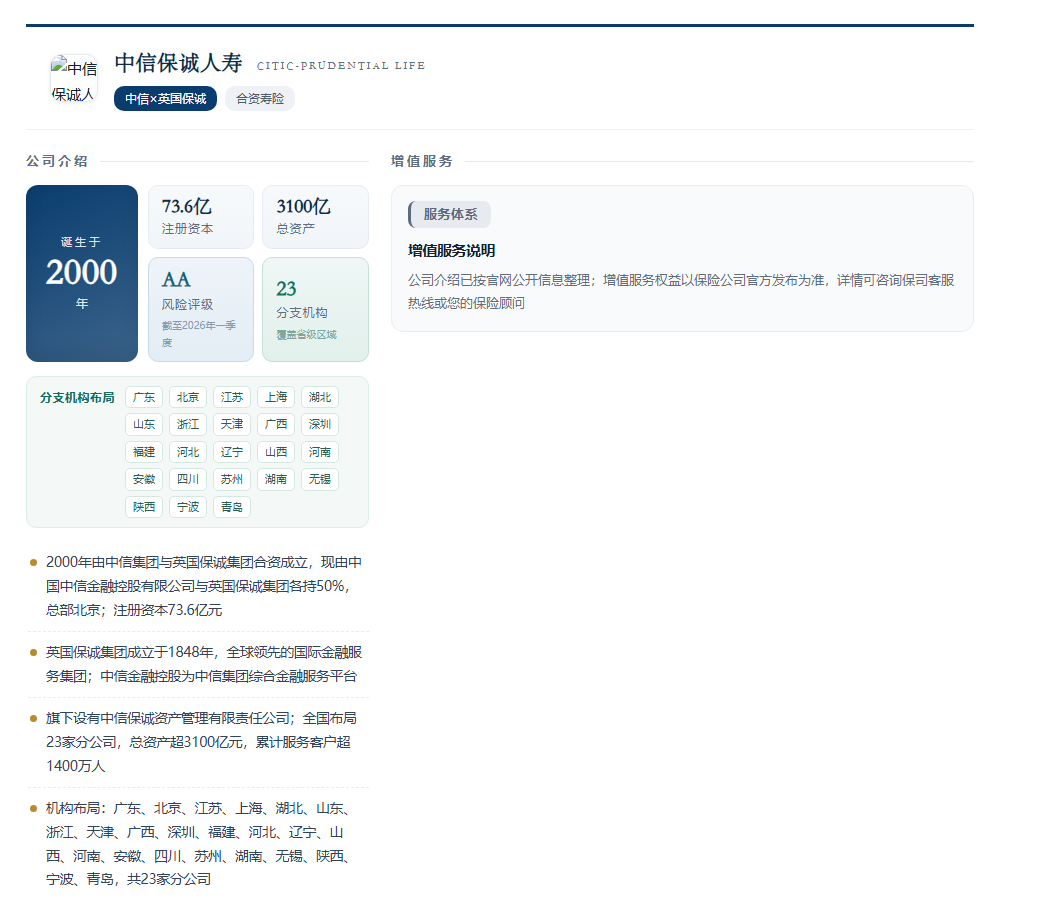 中信
保诚人
中信保诚人寿 CITIC-PRUDENTIAL LIFE
中信×英国保诚 合资寿险
公司介绍
诞生于
2000
年
73.6亿
注册资本
3100亿
总资产
AA
风险评级
截至2026年一季
度
23
分支机构
覆盖省级区域
分支机构布局 广东 北京 江苏 上海 湖北
山东 浙江 天津 广西 深圳
福建 河北 辽宁 山西 河南
安徽 四川 苏州 湖南 无锡
陕西 宁波 青岛
2000年由中信集团与英国保诚集团合资成立，现由中
国中信金融控股有限公司与英国保诚集团各持50%，
总部北京；注册资本73.6亿元
英国保诚集团成立于1848年，全球领先的国际金融服
务集团；中信金融控股为中信集团综合金融服务平台
旗下设有中信保诚资产管理有限责任公司；全国布局
23家分公司，总资产超3100亿元，累计服务客户超
1400万人
机构布局：广东、北京、江苏、上海、湖北、山东、
浙江、天津、广西、深圳、福建、河北、辽宁、山
西、河南、安徽、四川、苏州、湖南、无锡、陕西、
宁波、青岛，共23家分公司
增值服务
服务体系
增值服务说明
公司介绍已按官网公开信息整理；增值服务权益以保险公司官方发布为准，详情可咨询保司客服
热线或您的保险顾问